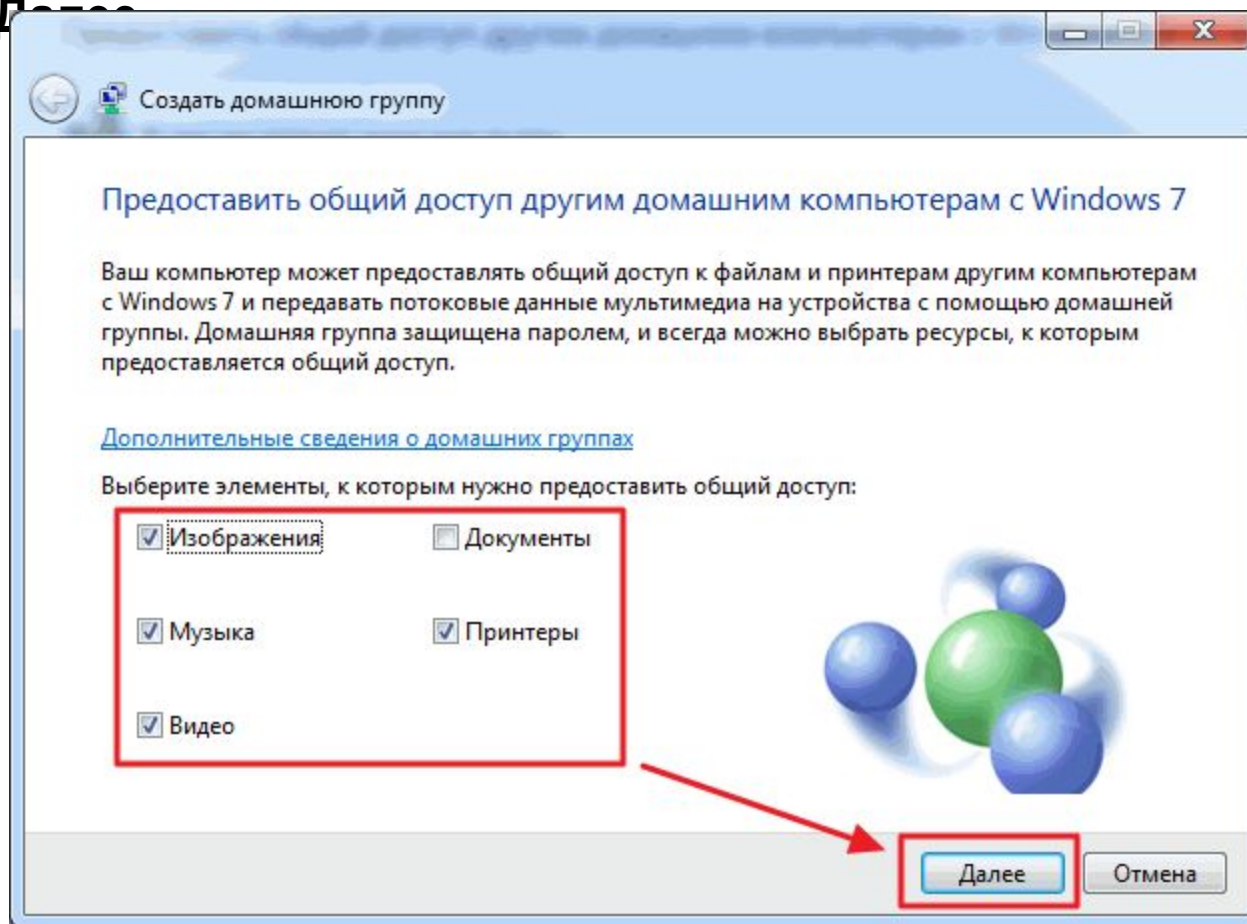 Далее
Создать домашнюю группу
Предоставить общий доступ другим домашним компьютерам с Windows 7
Ваш компьютер может предоставлять общий доступ к файлам и принтерам другим компьютерам
с Windows 7 и передавать потоковые данные мультимедиа на устройства с помощью домашней
группы. Домашняя группа защищена паролем, и всегда можно выбрать ресурсы, к которым
предоставляется общий доступ.
Дополнительные сведения о домашних группах
Выберите элементы, к которым нужно предоставить общий доступ:
Изображения Документы
Музыка Принтеры
Видео
Далее Отмена